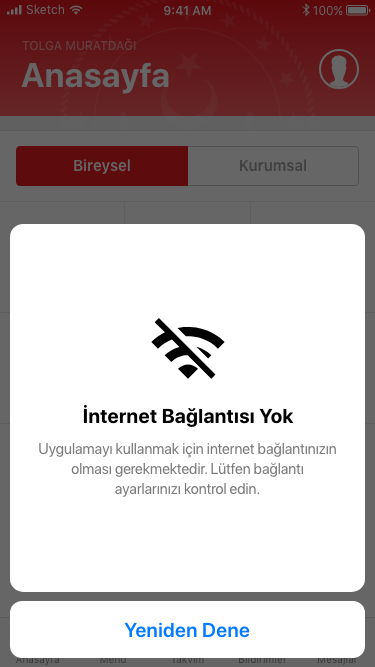 Sketch
9:41 AM
100%
TOLGA MURATDAĞI
Anasayfa
Bireysel
Kurumsal
İnternet Bağlantısı Yok
Uygulamayı kullanmak için internet bağlantınızın
olması gerekmektedir. Lütfen bağlantı
ayarlarınızı kontrol edin.
Yeniden Dene
Anasayfa
Menü
Takvim
Bildirimler
Mesajlar